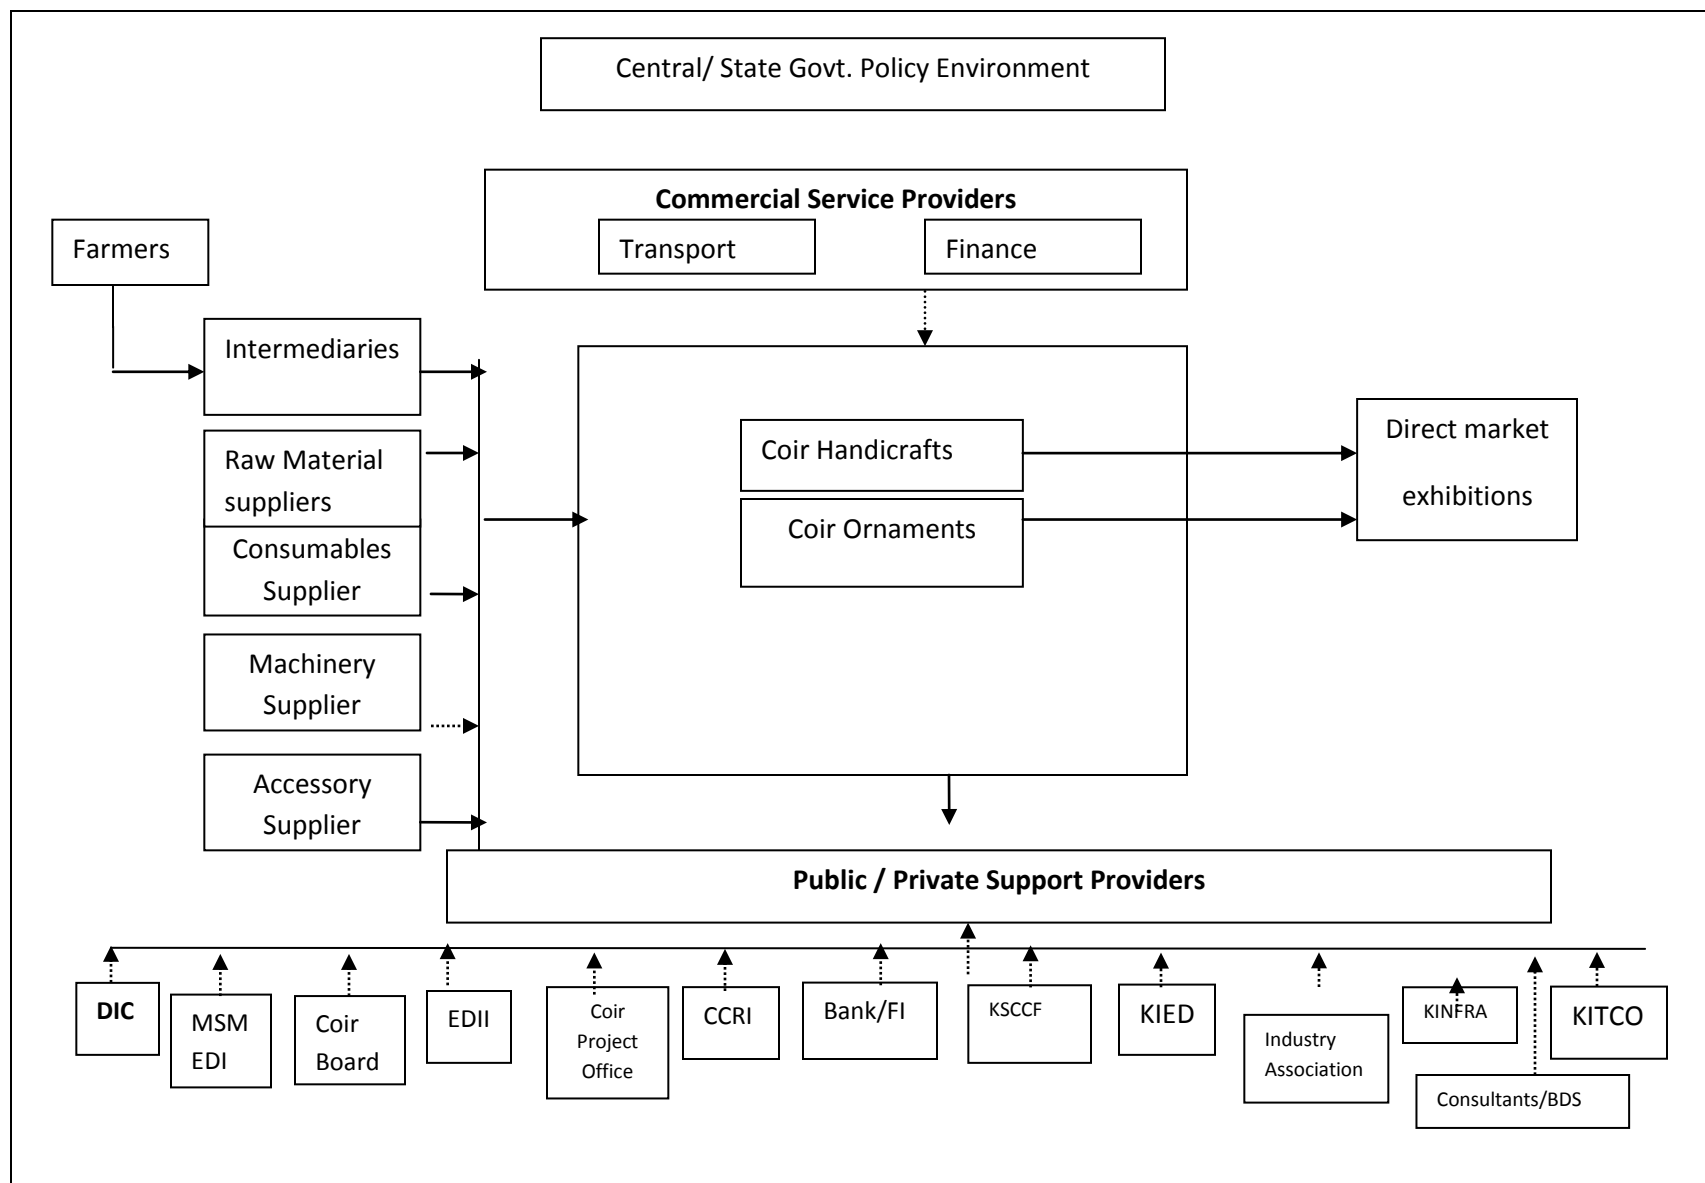 Central/ State Govt. Policy Environment
Commercial Service Providers
Transport
Finance
Farmers
Intermediaries
Raw Material
suppliers
Consumables
Supplier
Machinery
Supplier
Accessory
Supplier
Coir Handicrafts
Coir Ornaments
Direct market
exhibitions
Public / Private Support Providers
DIC
MSM
EDI
Coir
Board
EDII
Coir
Project
Office
CCRI
Bank/FI
KSCCF
KIED
Industry
Association
KINFRA
Consultants/BDS
KITCO